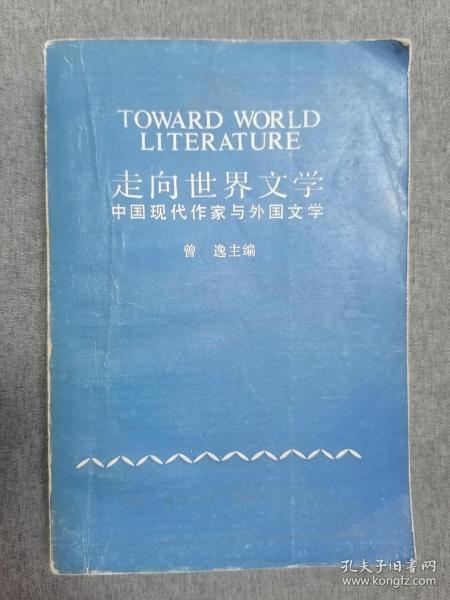 TOWARD WORLD
LITERATURE
走向世界文学
中国现代作家与外国文学
曾 逸主编
孔夫子旧书网
www.kongfz.com